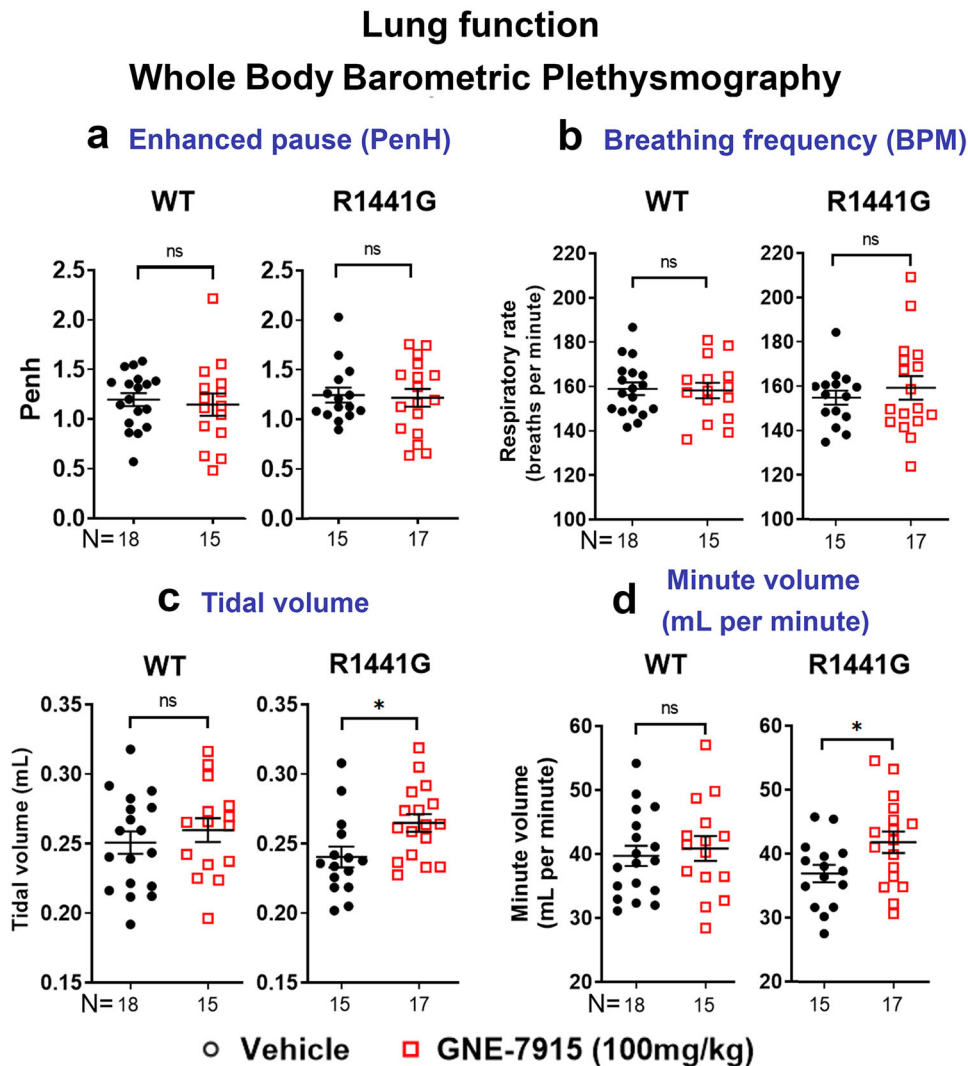 Lung function
Whole Body Barometric Plethysmography
a Enhanced pause (PenH)
WT
R1441G
ns
ns
Penh
2.5
2.0
1.5
1.0
0.5
0.0
2.5
2.0
1.5
1.0
0.5
0.0
N= 18
15
15
17
b Breathing frequency (BPM)
WT
R1441G
ns
ns
Respiratory rate
(breaths per minute)
220
200
180
160
140
120
100
220
200
180
160
140
120
100
N= 18
15
15
17
c Tidal volume
WT
R1441G
ns
*
Tidal volume (mL)
0.35
0.30
0.25
0.20
0.15
0.35
0.30
0.25
0.20
0.15
N= 18
15
15
17
d Minute volume
(mL per minute)
WT
R1441G
ns
*
Minute volume
(mL per minute)
60
50
40
30
20
60
50
40
30
20
N= 18
15
15
17
Vehicle
GNE-7915 (100mg/kg)